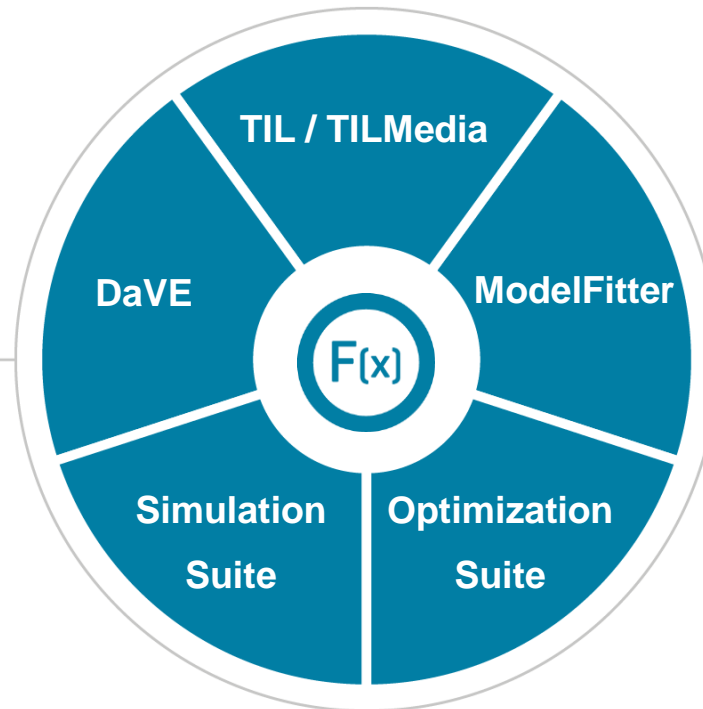 TIL / TILMedia
DaVE
ModelFitter
F(x)
Simulation
Suite
Optimization
Suite